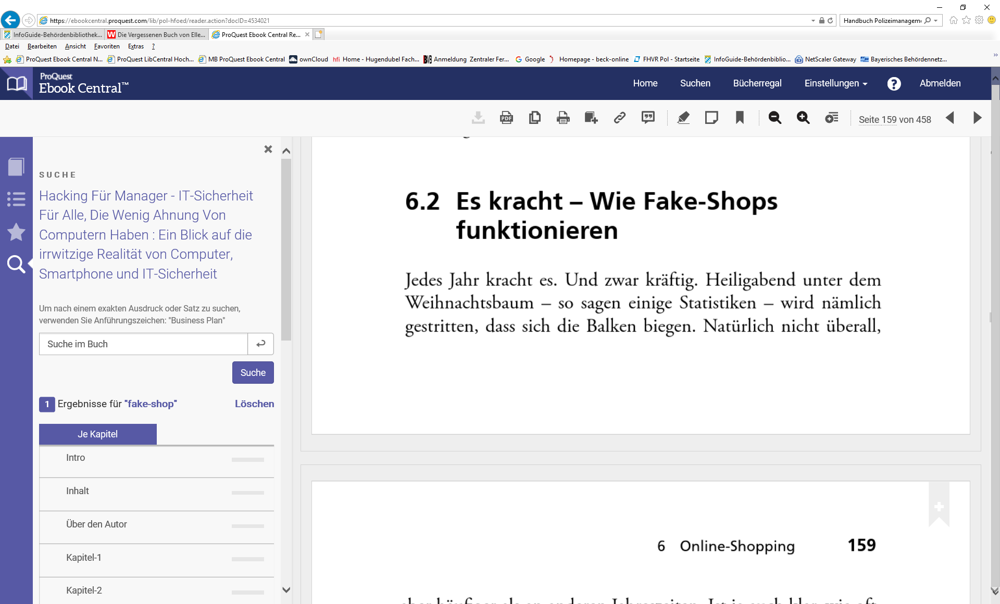 https://ebookcentral.proquest.com/lib/pol-hfoed/reader.action?docID=4534021
Handbuch Polizeimanagem
InfoGuide-Behördenbibliothek...
Die Vergessenen Buch von Elle...
ProQuest Ebook Central Re...
Datei Bearbeiten Ansicht Favoriten Extras ?
ProQuest Ebook Central N... ProQuest LibCentral Hoch... MB ProQuest Ebook Central ownCloud hfi Home - Hugendubel Fach... Anmeldung Zentraler Fer... Google Homepage - beck-online FHVR Pol - Startseite InfoGuide-Behördenbiblio... NetScaler Gateway Bayerisches Behördennetz...
ProQuest
Ebook Central™
Home Suchen Bücherregal Einstellungen ? Abmelden
PDF
Seite 159 von 458
SUCHE
Hacking Für Manager - IT-Sicherheit
Für Alle, Die Wenig Ahnung Von
Computern Haben : Ein Blick auf die
irrwitzige Realität von Computer,
Smartphone und IT-Sicherheit
Um nach einem exakten Ausdruck oder Satz zu suchen,
verwenden Sie Anführungszeichen: "Business Plan"
Suche im Buch
Suche
1 Ergebnisse für "fake-shop" Löschen
Je Kapitel
Intro
Inhalt
Über den Autor
Kapitel-1
Kapitel-2
6.2 Es kracht – Wie Fake-Shops
funktionieren
Jedes Jahr kracht es. Und zwar kräftig. Heiligabend unter dem
Weihnachtsbaum – so sagen einige Statistiken – wird nämlich
gestritten, dass sich die Balken biegen. Natürlich nicht überall,
6 Online-Shopping 159